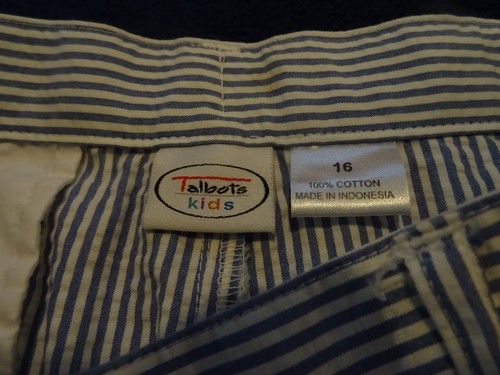 Talbots
kids
16
100% COTTON
MADE IN INDONESIA